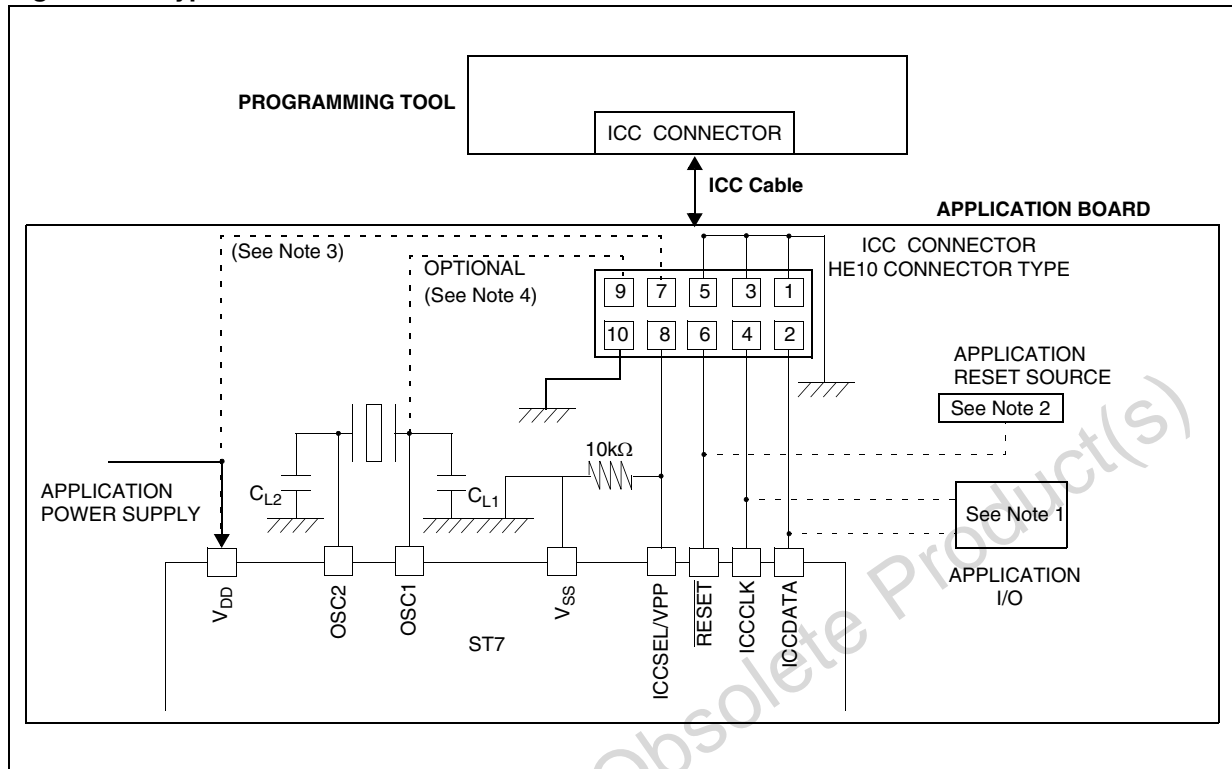 PROGRAMMING TOOL
ICC CONNECTOR
ICC Cable
APPLICATION BOARD
(See Note 3)
OPTIONAL
(See Note 4)
ICC CONNECTOR
HE10 CONNECTOR TYPE
9 7 5 3 1
10 8 6 4 2
APPLICATION
RESET SOURCE
See Note 2
10kΩ
APPLICATION
POWER SUPPLY
CL2
CL1
See Note 1
APPLICATION
I/O
VDD
OSC2
OSC1
VSS
ICCSEL/VPP
RESET
ICCCLK
ICCDATA
ST7
Obsolete Product(s)